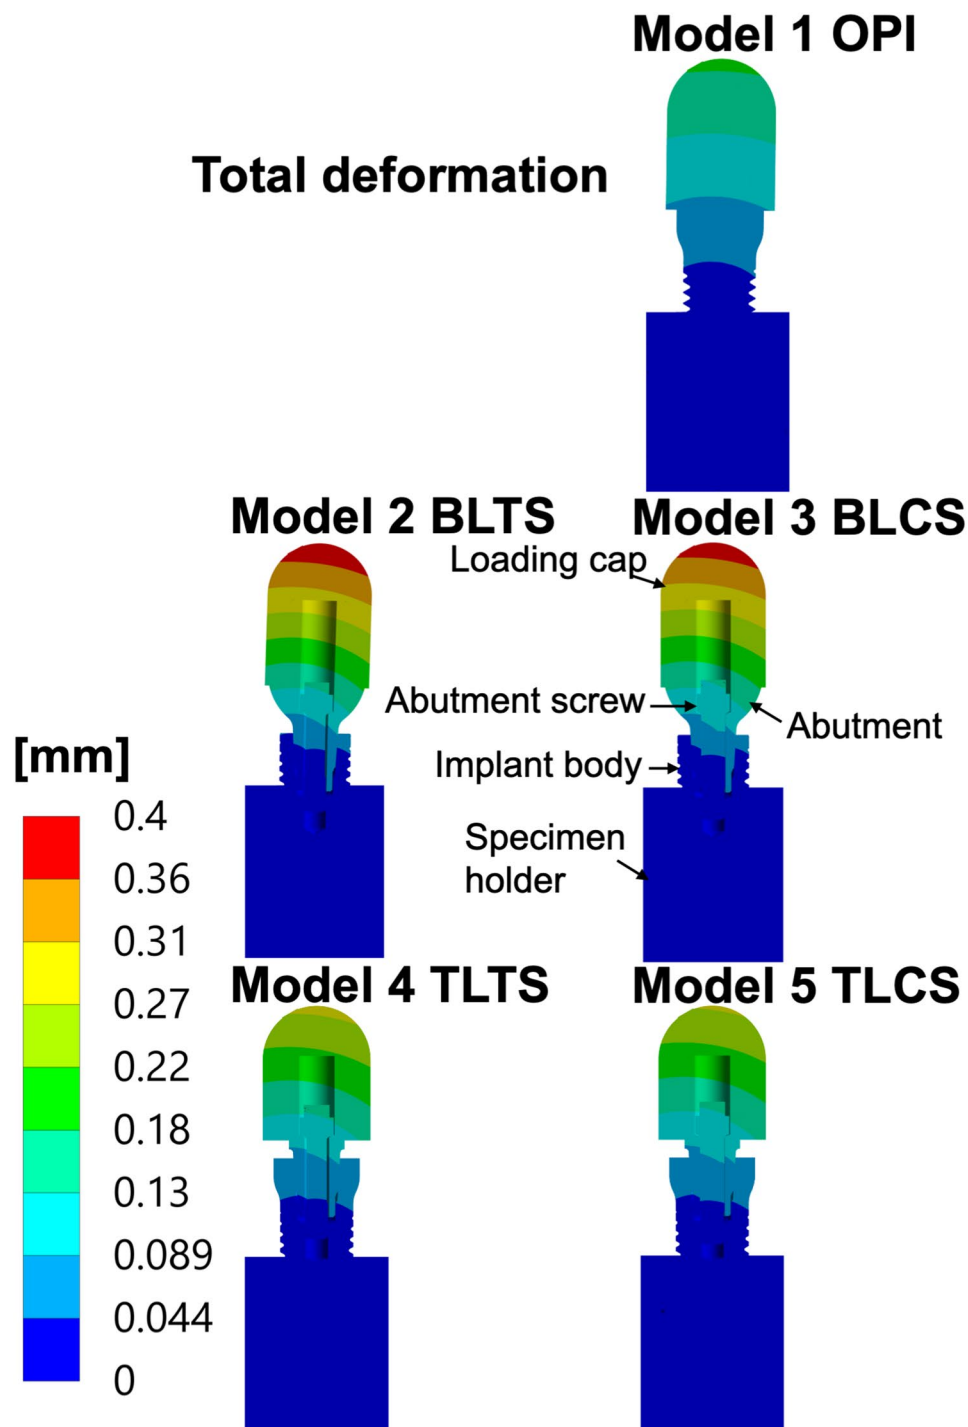 Model 1 OPI
Total deformation
Model 2 BLTS
Model 3 BLCS
Loading cap
Abutment screw
Abutment
Implant body
Specimen
holder
[mm]
0.4
0.36
0.31
0.27
0.22
0.18
0.13
0.089
0.044
0
Model 4 TLTS
Model 5 TLCS